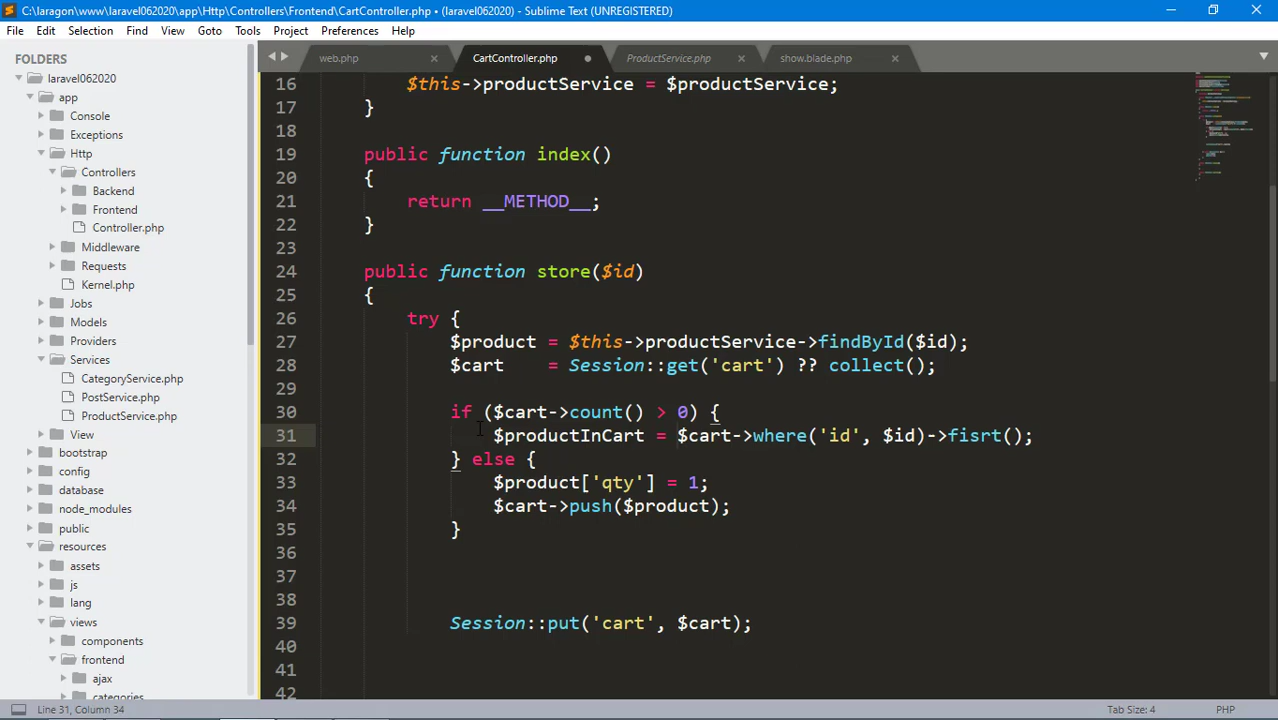 C:\laragon\www\laravel062020\app\Http\Controllers\Frontend\CartController.php • (laravel062020) - Sublime Text (UNREGISTERED)
File Edit Selection Find View Goto Tools Project Preferences Help
FOLDERS
laravel062020
app
Console
Exceptions
Http
Controllers
Backend
Frontend
Controller.php
Middleware
Requests
Kernel.php
Jobs
Models
Providers
Services
CategoryService.php
PostService.php
ProductService.php
View
bootstrap
config
database
node_modules
public
resources
assets
js
lang
views
components
frontend
ajax
categories
web.php CartController.php ProductService.php show.blade.php
16 $this->productService = $productService;
17 }
18
19 public function index()
20 {
21 return __METHOD__;
22 }
23
24 public function store($id)
25 {
26 try {
27 $product = $this->productService->findById($id);
28 $cart = Session::get('cart') ?? collect();
29
30 if ($cart->count() > 0) {
31 $productInCart = $cart->where('id', $id)->fisrt();
32 } else {
33 $product['qty'] = 1;
34 $cart->push($product);
35 }
36
37
38
39 Session::put('cart', $cart);
40
41
42
Line 31, Column 34 Tab Size: 4 PHP